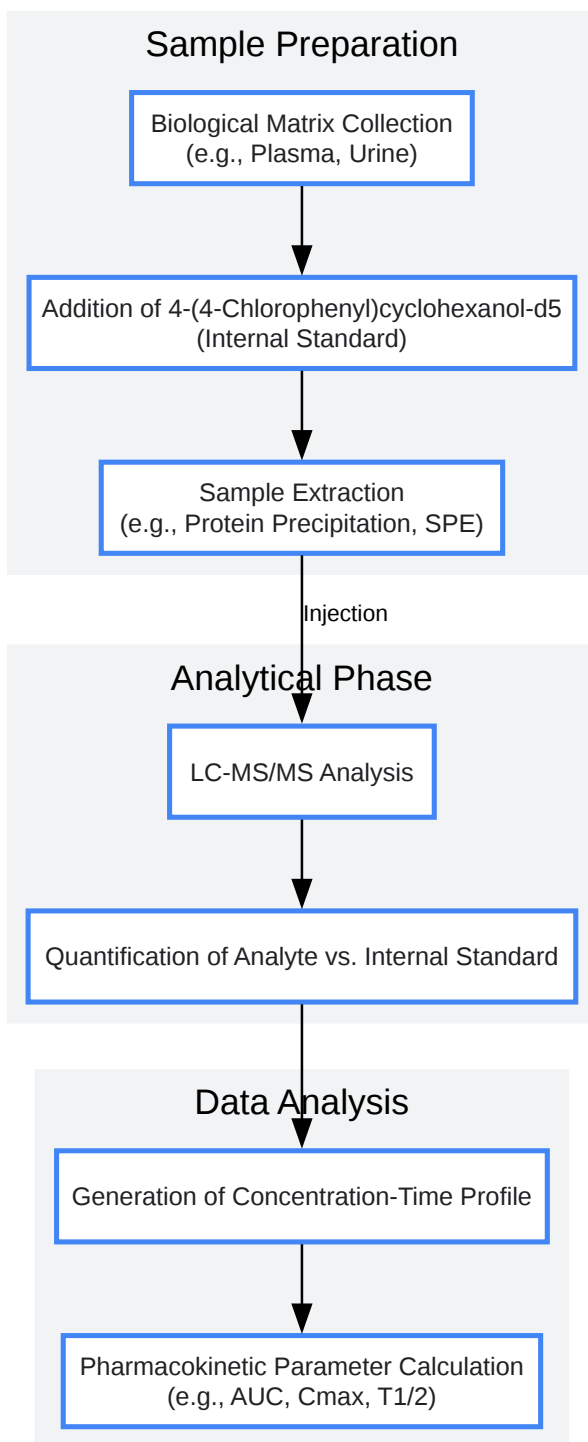 Sample Preparation
Biological Matrix Collection
(e.g., Plasma, Urine)
Addition of 4-(4-Chlorophenyl)cyclohexanol-d5
(Internal Standard)
Sample Extraction
(e.g., Protein Precipitation, SPE)
Injection
Analytical Phase
LC-MS/MS Analysis
Quantification of Analyte vs. Internal Standard
Data Analysis
Generation of Concentration-Time Profile
Pharmacokinetic Parameter Calculation
(e.g., AUC, Cmax, T1/2)